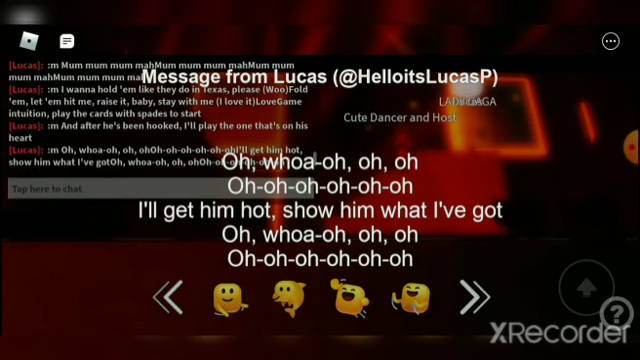 [Lucas]: :m Mum mum mum mahMum mum mum mahMum mum
mum mahMum mum mum ma
Message from Lucas (@HelloitsLucasP)
[Lucas]: :m I wanna hold 'em like they do in Texas, please (Woo)Fold
'em, let 'em hit me, raise it, baby, stay with me (I love it)LoveGame
intuition, play the cards with spades to start
LADY GAGA
Cute Dancer and Host
[Lucas]: :m And after he's been hooked, I'll play the one that's on his
heart
[Lucas]: :m Oh, whoa-oh, oh, ohOh-oh-oh-oh-oh-ohI'll get him hot,
show him what I've gotOh, whoa-oh, oh, ohOh-oh-oh-oh-oh-oh
Tap here to chat
Oh, whoa-oh, oh, oh
Oh-oh-oh-oh-oh-oh
I'll get him hot, show him what I've got
Oh, whoa-oh, oh, oh
Oh-oh-oh-oh-oh-oh
?
XRecorder